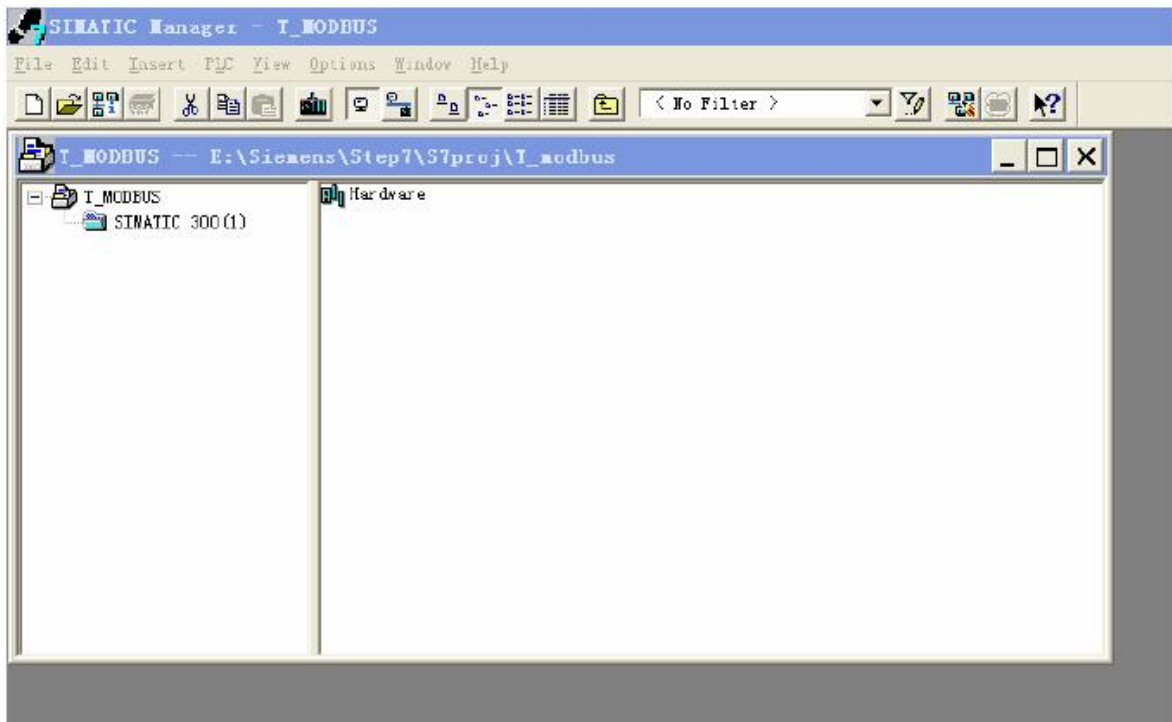 SIMATIC Manager - T_MODBUS
File Edit Insert PLC View Options Window Help
< No Filter >
T_MODBUS -- E:\Siemens\Step7\S7proj\T_modbus
T_MODBUS
SIMATIC 300(1)
Hardware